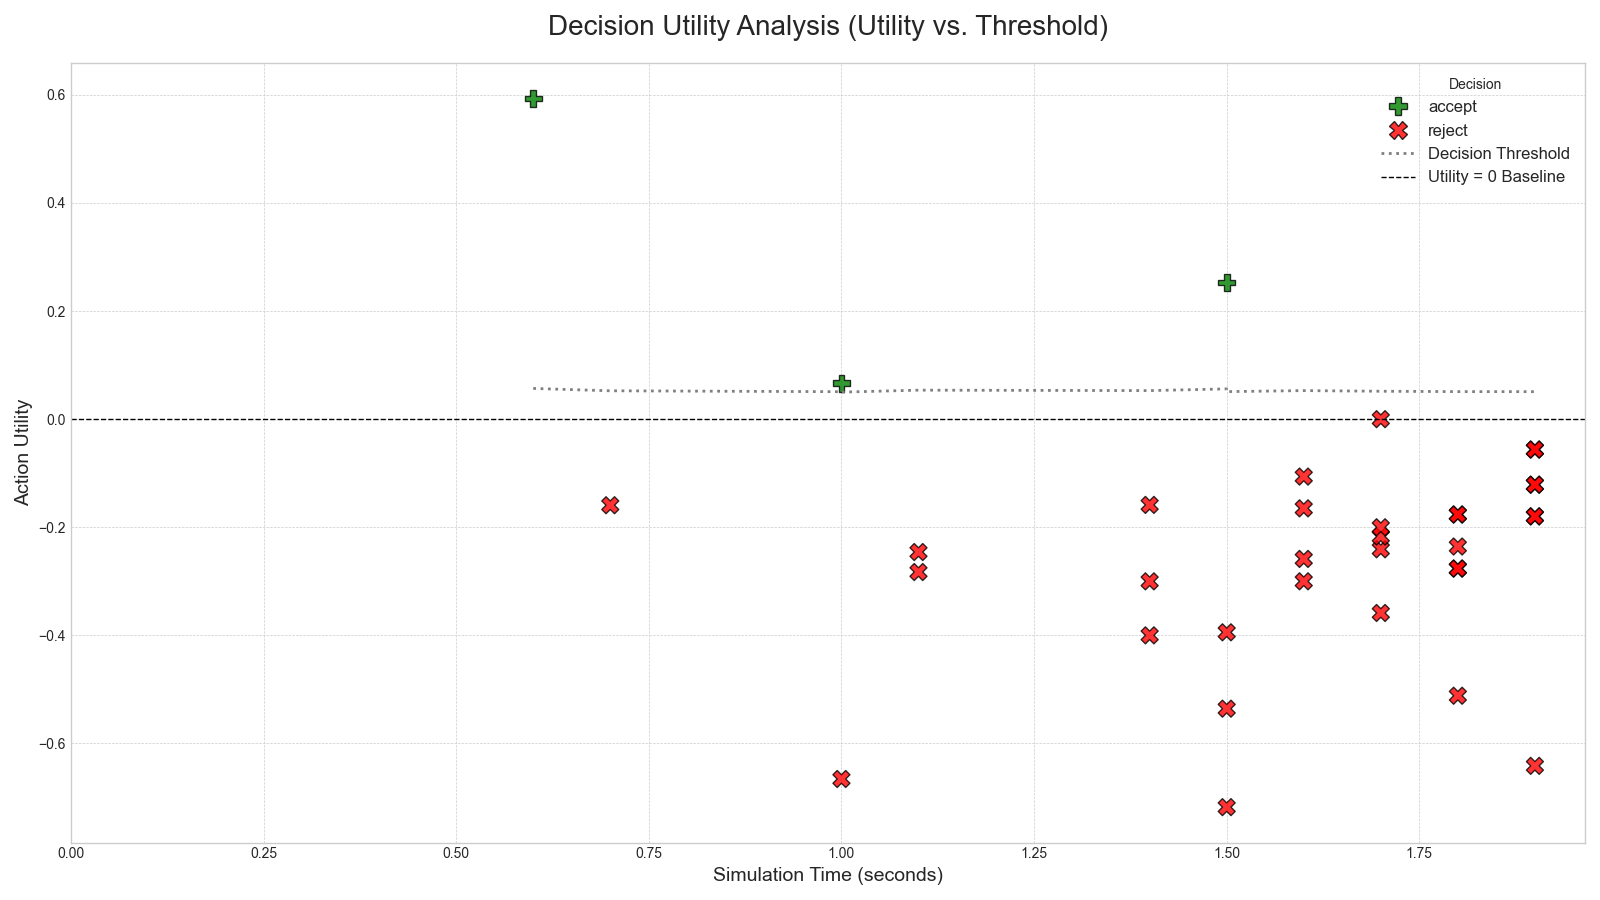 Decision Utility Analysis (Utility vs. Threshold)
Decision
accept
reject
Decision Threshold
Utility = 0 Baseline
Action Utility
0.6
0.4
0.2
0.0
−0.2
−0.4
−0.6
0.00 0.25 0.50 0.75 1.00 1.25 1.50 1.75
Simulation Time (seconds)